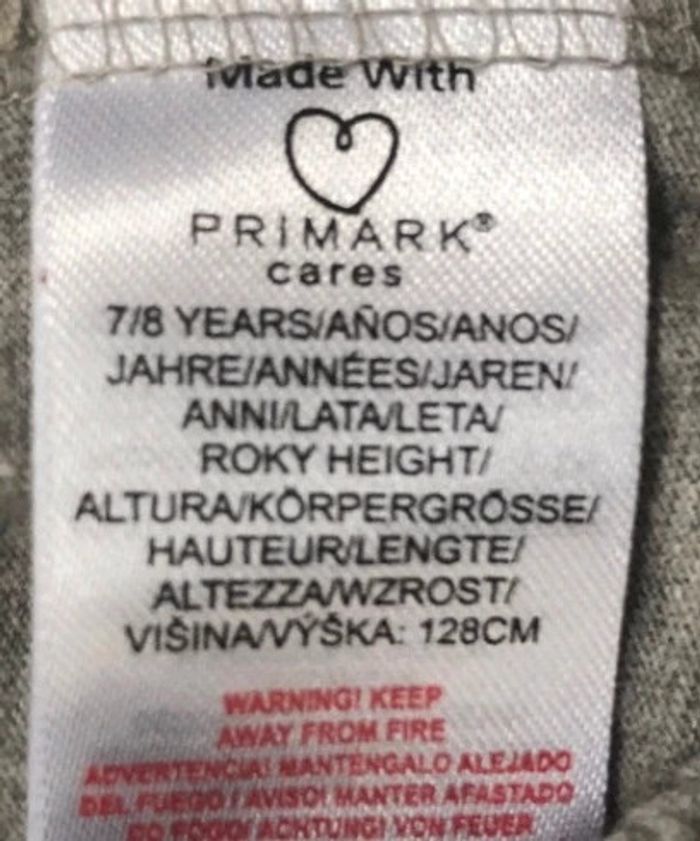 Made With
PRIMARK®
cares
7/8 YEARS/AÑOS/ANOS/
JAHRE/ANNÉES/JAREN/
ANNI/LATA/LETA/
ROKY HEIGHT/
ALTURA/KÖRPERGRÖSSE/
HAUTEUR/LENGTE/
ALTEZZA/WZROST/
VIŠINA/VÝŠKA: 128CM
WARNING! KEEP
AWAY FROM FIRE
ADVERTENCIA! MANTENGALO ALEJADO
DEL FUEGO / AVISO! MANTER AFASTADO
DO FOGO! ACHTUNG! VON FEUER